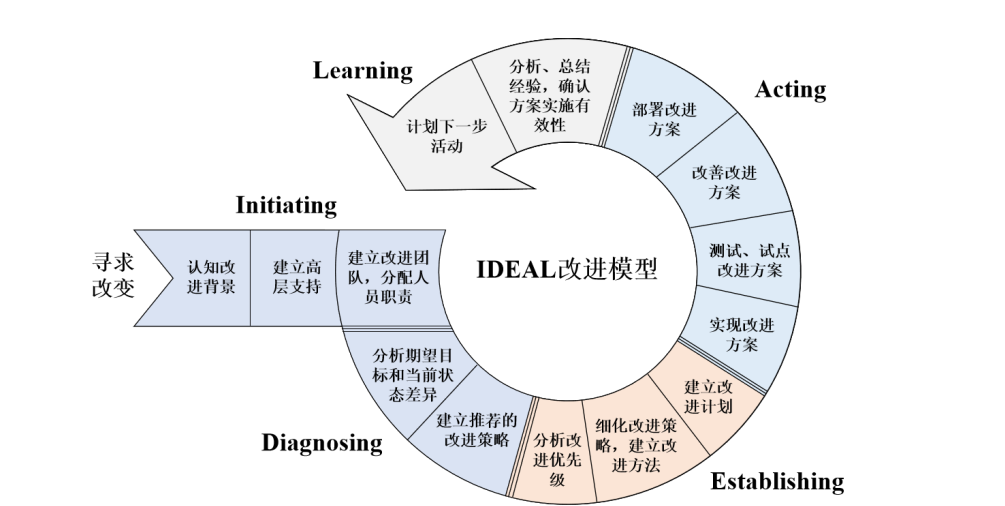 Learning
分析、总结
经验，确认
方案实施有
效性
计划下一步
活动
Acting
部署改进
方案
改善改进
方案
测试、试点
改进方案
实现改进
方案
Initiating
寻求
改变
认知改
进背景
建立高
层支持
建立改进团
队，分配人
员职责
IDEAL改进模型
分析期望目
标和当前状
态差异
建立推荐的
改进策略
Diagnosing
分析改
进优先
级
细化改进策
略，建立改
进方法
建立改
进计划
Establishing